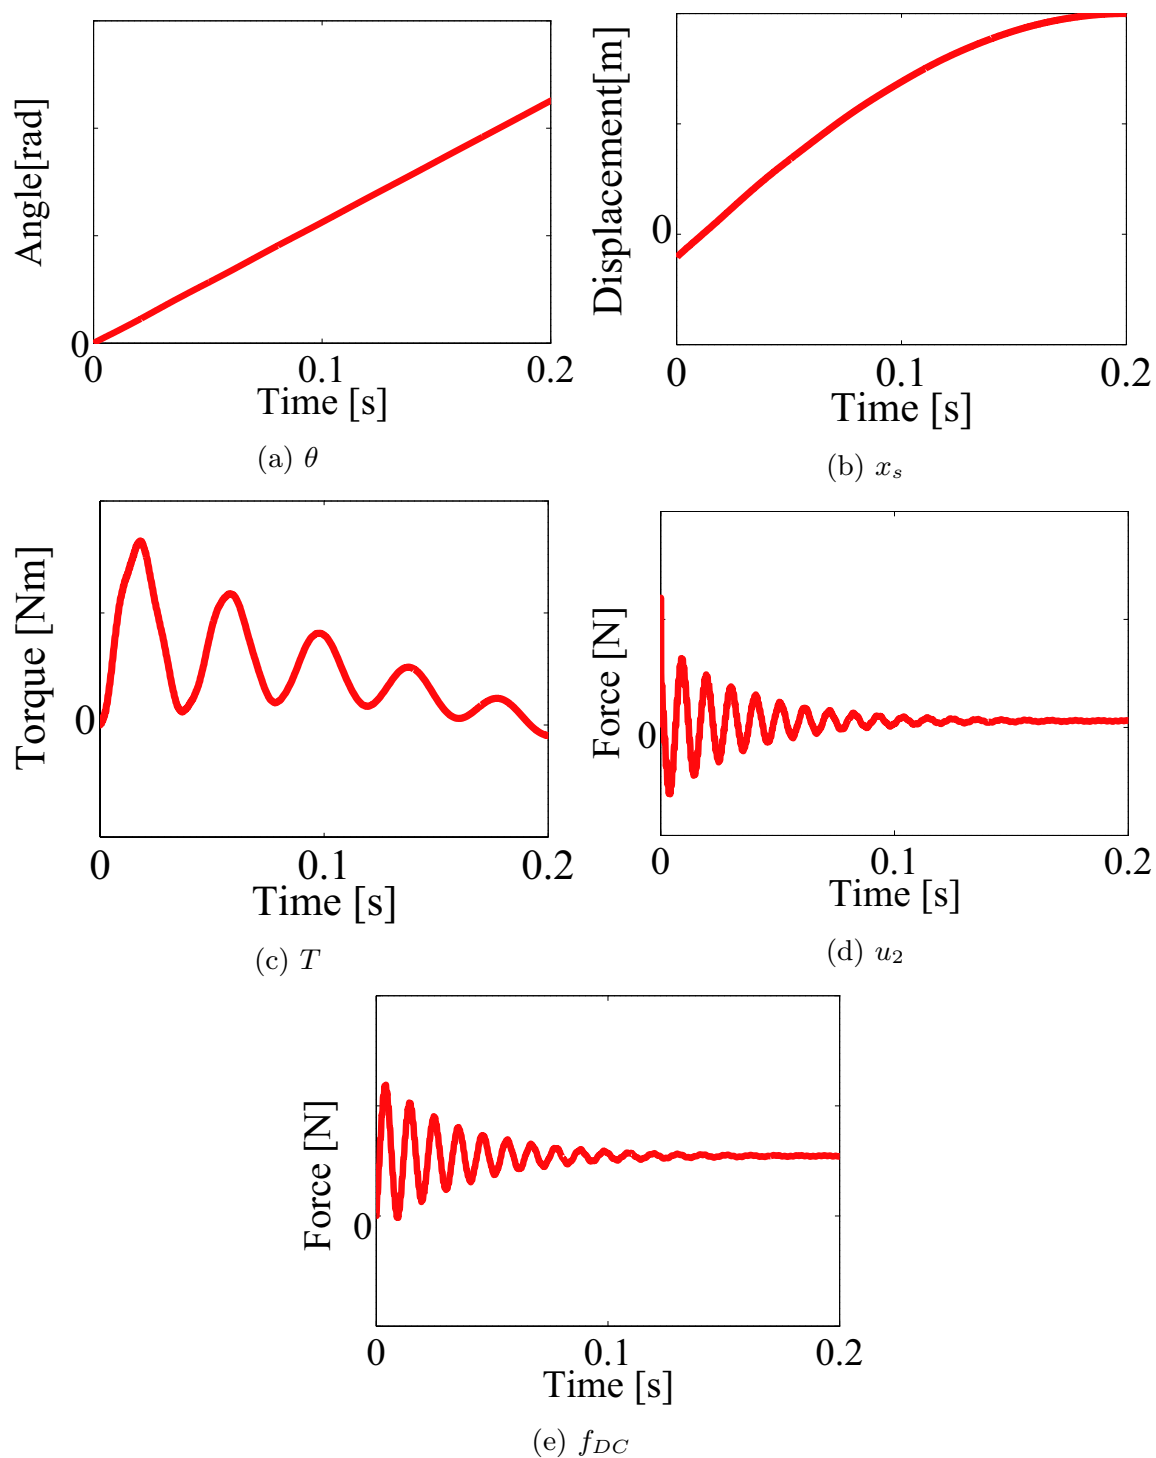 Angle[rad]
0
0
0.1
0.2
Time [s]
(a) θ
Displacement[m]
0
0
0.1
0.2
Time [s]
(b) xₛ
Torque [Nm]
0
0
0.1
0.2
Time [s]
(c) T
Force [N]
0
0
0.1
0.2
Time [s]
(d) u₂
Force [N]
0
0
0.1
0.2
Time [s]
(e) f_DC